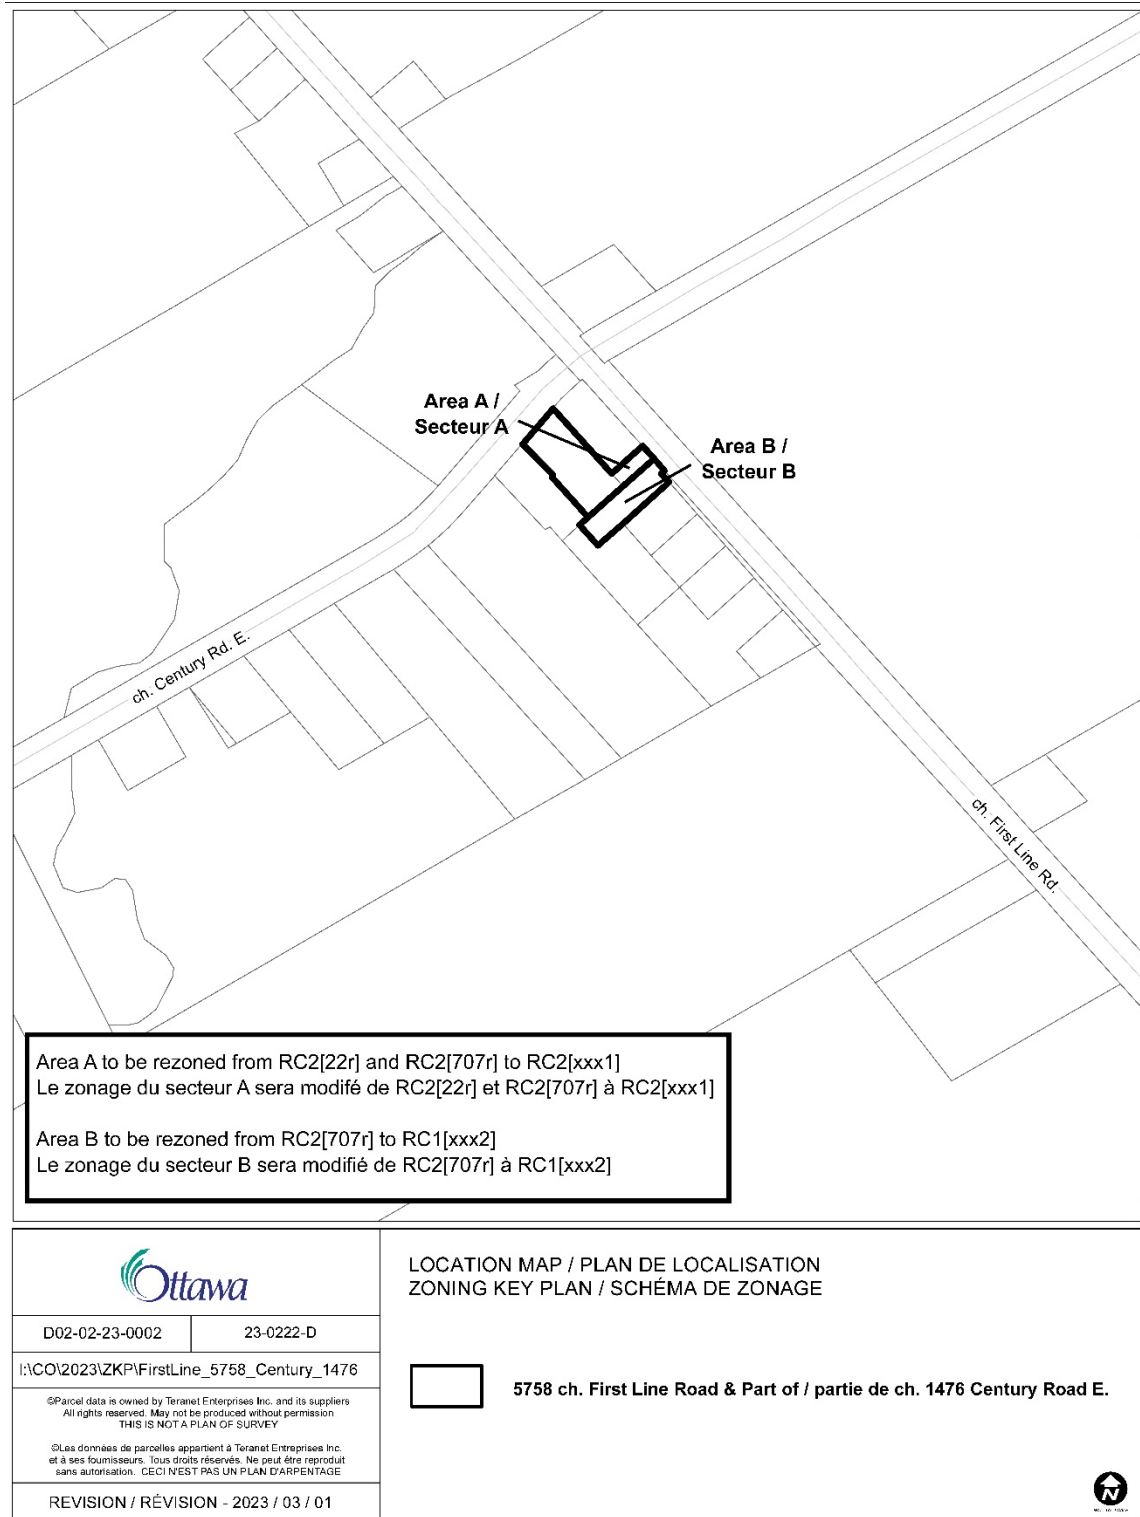 Area A /
Secteur A
Area B /
Secteur B
ch. Century Rd. E.
ch. First Line Rd.
Area A to be rezoned from RC2[22r] and RC2[707r] to RC2[xxx1]
Le zonage du secteur A sera modifé de RC2[22r] et RC2[707r] à RC2[xxx1]
Area B to be rezoned from RC2[707r] to RC1[xxx2]
Le zonage du secteur B sera modifié de RC2[707r] à RC1[xxx2]
Ottawa
D02-02-23-0002
23-0222-D
I:\CO\2023\ZKP\FirstLine_5758_Century_1476
©Parcel data is owned by Teranet Enterprises Inc. and its suppliers
All rights reserved. May not be produced without permission
THIS IS NOT A PLAN OF SURVEY
©Les données de parcelles appartient à Teranet Entreprises Inc.
et à ses fournisseurs. Tous droits réservés. Ne peut être reproduit
sans autorisation. CECI N'EST PAS UN PLAN D'ARPENTAGE
REVISION / RÉVISION - 2023 / 03 / 01
LOCATION MAP / PLAN DE LOCALISATION
ZONING KEY PLAN / SCHÉMA DE ZONAGE
5758 ch. First Line Road & Part of / partie de ch. 1476 Century Road E.
N